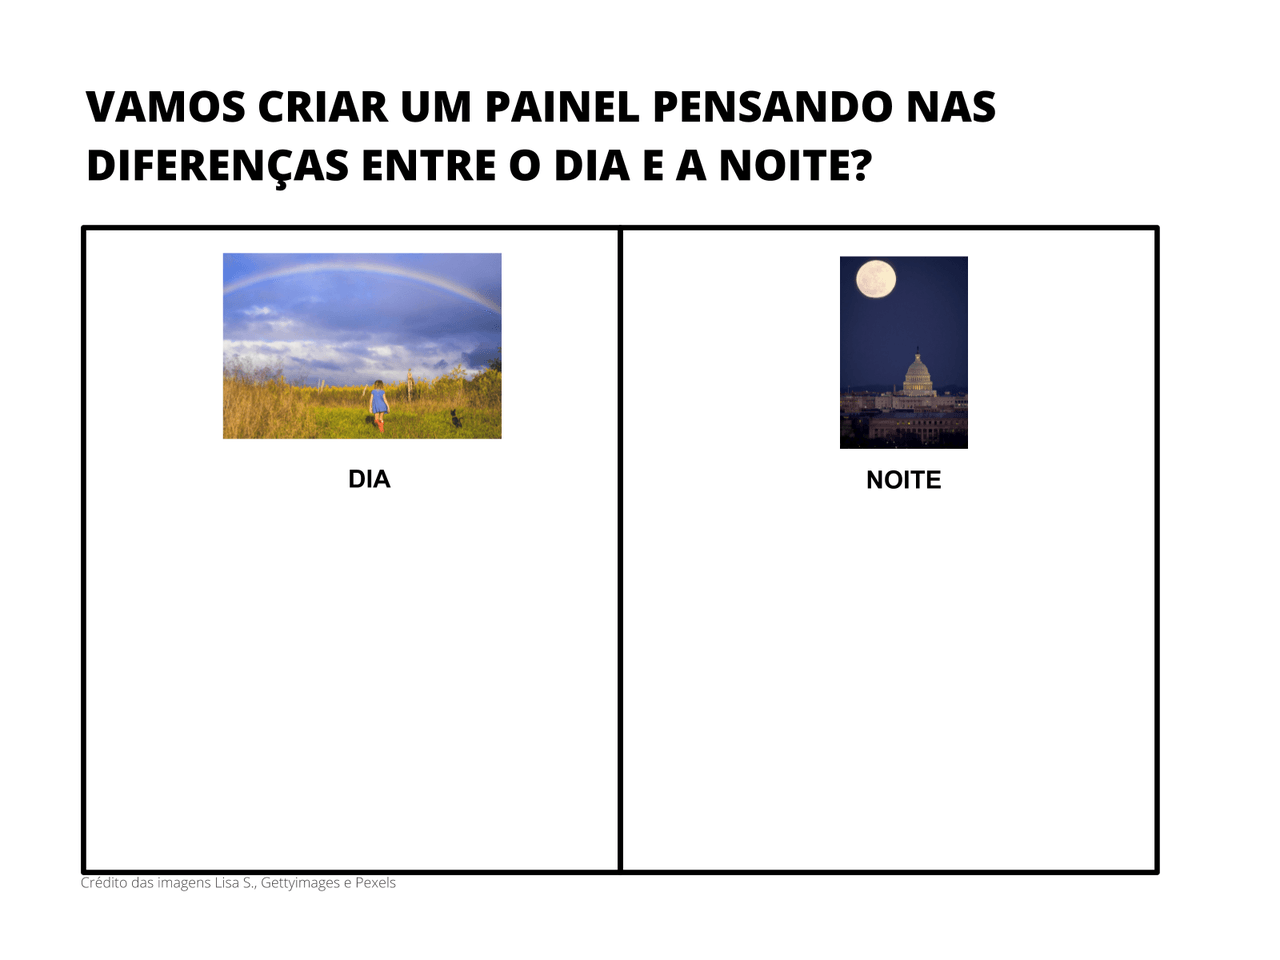 VAMOS CRIAR UM PAINEL PENSANDO NAS
DIFERENÇAS ENTRE O DIA E A NOITE?
DIA
NOITE
Crédito das imagens Lisa S., Gettyimages e Pexels